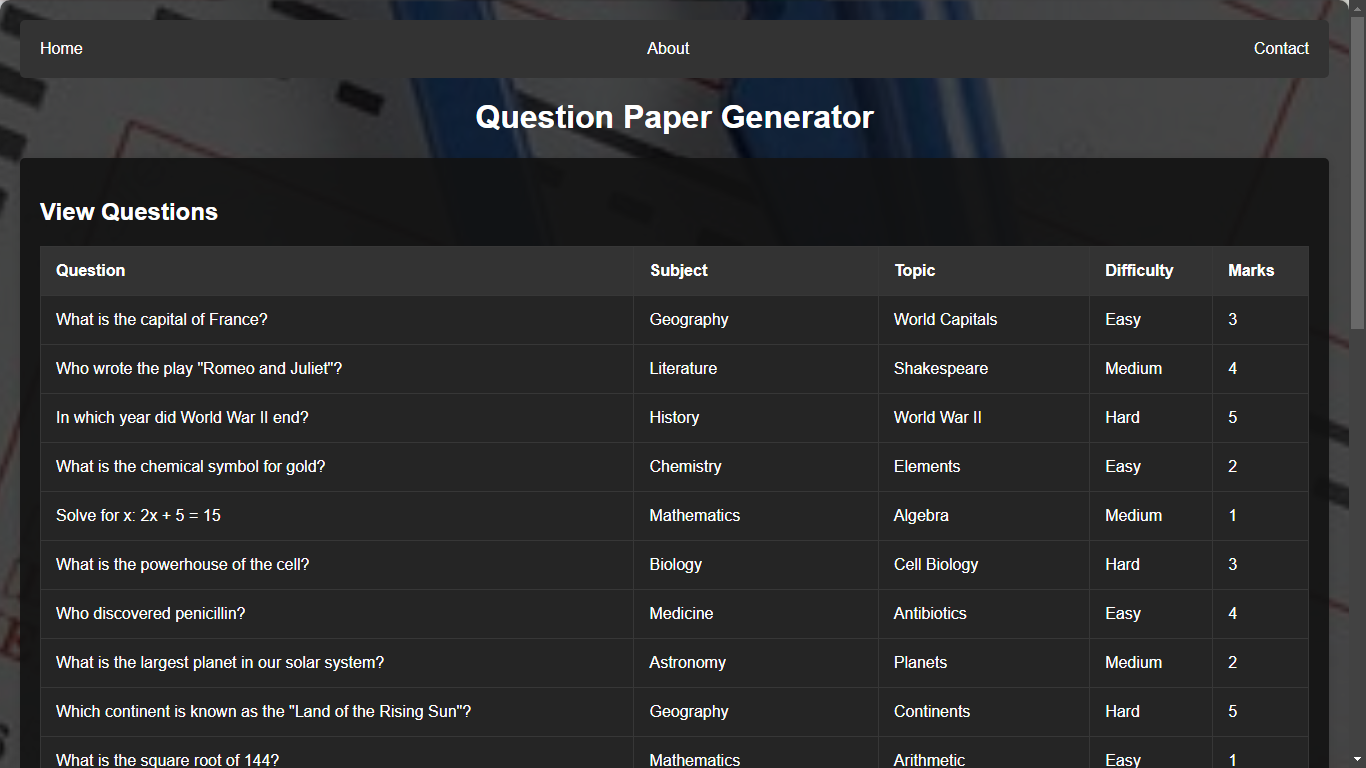 Home About Contact
Question Paper Generator
View Questions
Question Subject Topic Difficulty Marks
What is the capital of France? Geography World Capitals Easy 3
Who wrote the play "Romeo and Juliet"? Literature Shakespeare Medium 4
In which year did World War II end? History World War II Hard 5
What is the chemical symbol for gold? Chemistry Elements Easy 2
Solve for x: 2x + 5 = 15 Mathematics Algebra Medium 1
What is the powerhouse of the cell? Biology Cell Biology Hard 3
Who discovered penicillin? Medicine Antibiotics Easy 4
What is the largest planet in our solar system? Astronomy Planets Medium 2
Which continent is known as the "Land of the Rising Sun"? Geography Continents Hard 5
What is the square root of 144? Mathematics Arithmetic Easy 1